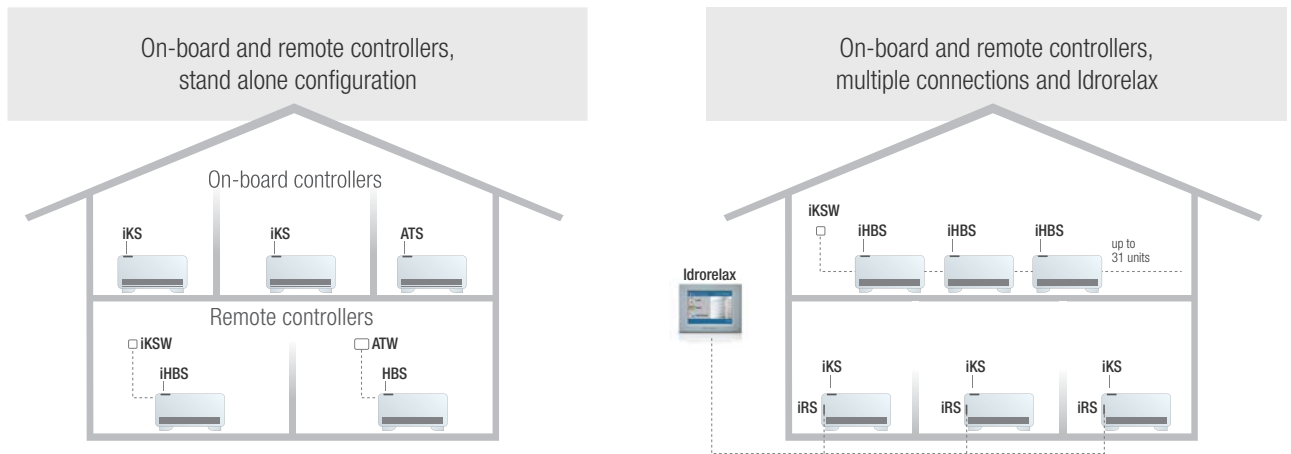 On-board and remote controllers,
stand alone configuration
On-board controllers
iKS
iKS
ATS
Remote controllers
iKSW
ATW
iHBS
HBS
On-board and remote controllers,
multiple connections and Idrorelax
iKSW
iHBS
iHBS
iHBS
up to
31 units
Idrorelax
iKS
iKS
iKS
iRS
iRS
iRS